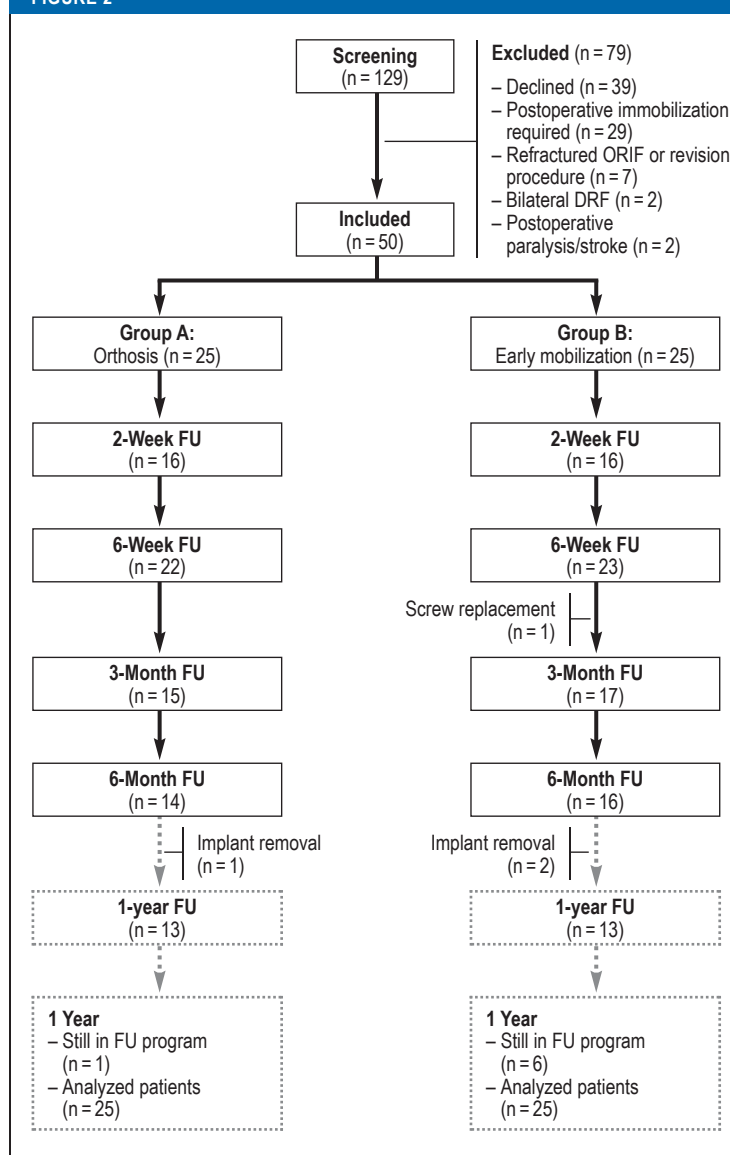 FIGURE 2
Screening
(n = 129)
Excluded (n = 79)
– Declined (n = 39)
– Postoperative immobilization
required (n = 29)
– Refractured ORIF or revision
procedure (n = 7)
– Bilateral DRF (n = 2)
– Postoperative
paralysis/stroke (n = 2)
Included
(n = 50)
Group A:
Orthosis (n = 25)
2-Week FU
(n = 16)
6-Week FU
(n = 22)
3-Month FU
(n = 15)
6-Month FU
(n = 14)
Implant removal
(n = 1)
1-year FU
(n = 13)
1 Year
– Still in FU program
(n = 1)
– Analyzed patients
(n = 25)
Group B:
Early mobilization (n = 25)
2-Week FU
(n = 16)
6-Week FU
(n = 23)
Screw replacement
(n = 1)
3-Month FU
(n = 17)
6-Month FU
(n = 16)
Implant removal
(n = 2)
1-year FU
(n = 13)
1 Year
– Still in FU program
(n = 6)
– Analyzed patients
(n = 25)